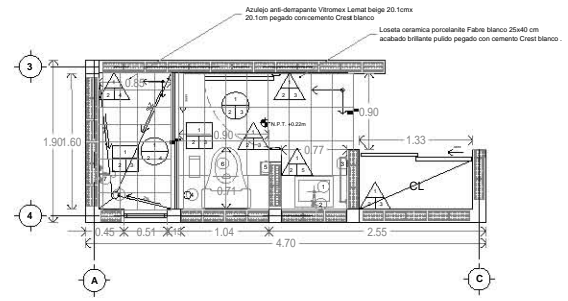 Azulejo anti-derrapante Vitromex Lemat beige 20.1cmx
20.1cm pegado con cemento Crest blanco
Loseta ceramica porcelanite Fabre blanco 25x40 cm
acabado brillante pulido pegado con cemento Crest blanco .
3
0.85
0.90
1.90
1.60
N.P.T. +0.22m
0.90
0.77
1.33
0.71
CL
4
0.45
0.51
.15
1.04
2.55
4.70
A
C